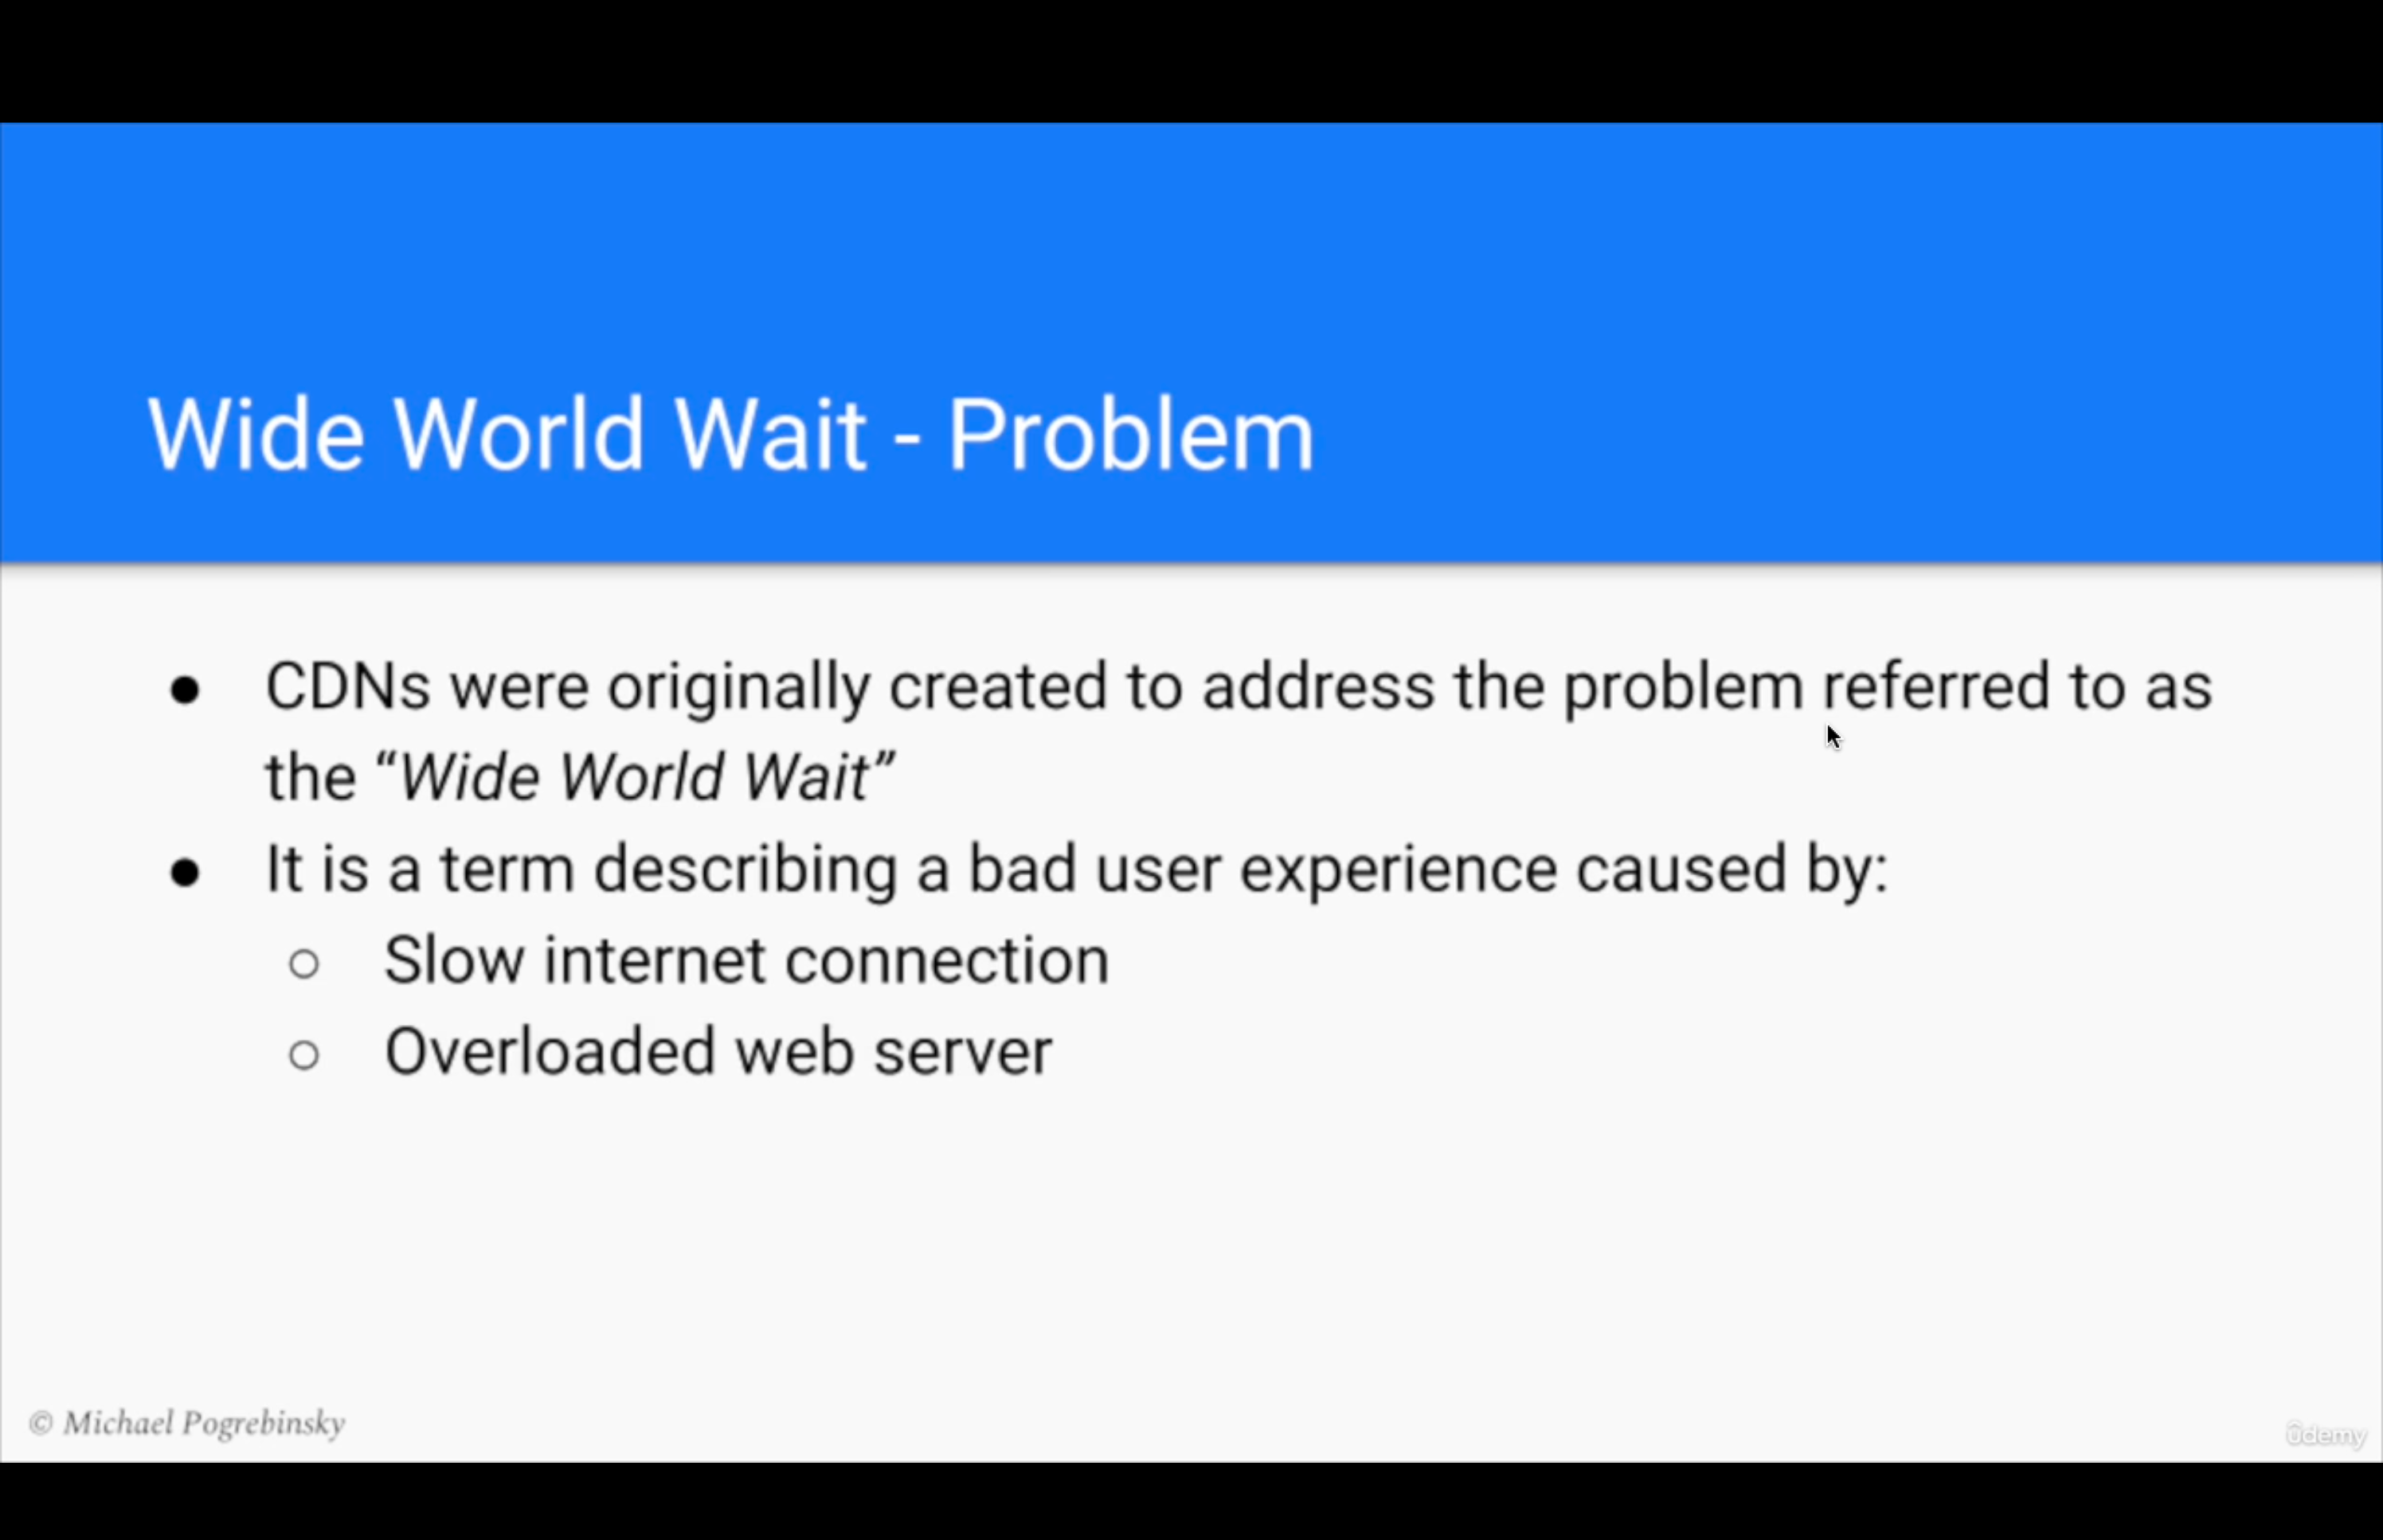 Wide World Wait - Problem
● CDNs were originally created to address the problem referred to as
the “Wide World Wait”
● It is a term describing a bad user experience caused by:
○ Slow internet connection
○ Overloaded web server
© Michael Pogrebinsky
ûdemy